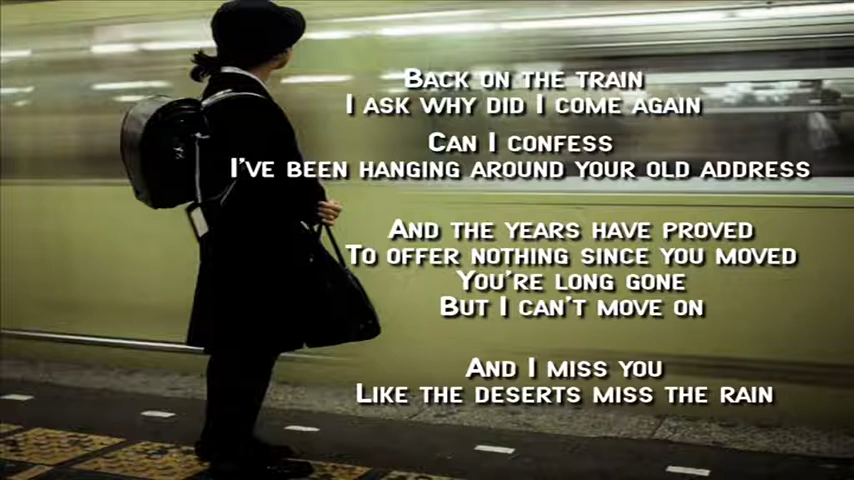 Back on the train
I ask why did I come again
Can I confess
I've been hanging around your old address
And the years have proved
To offer nothing since you moved
You're long gone
But I can't move on
And I miss you
Like the deserts miss the rain